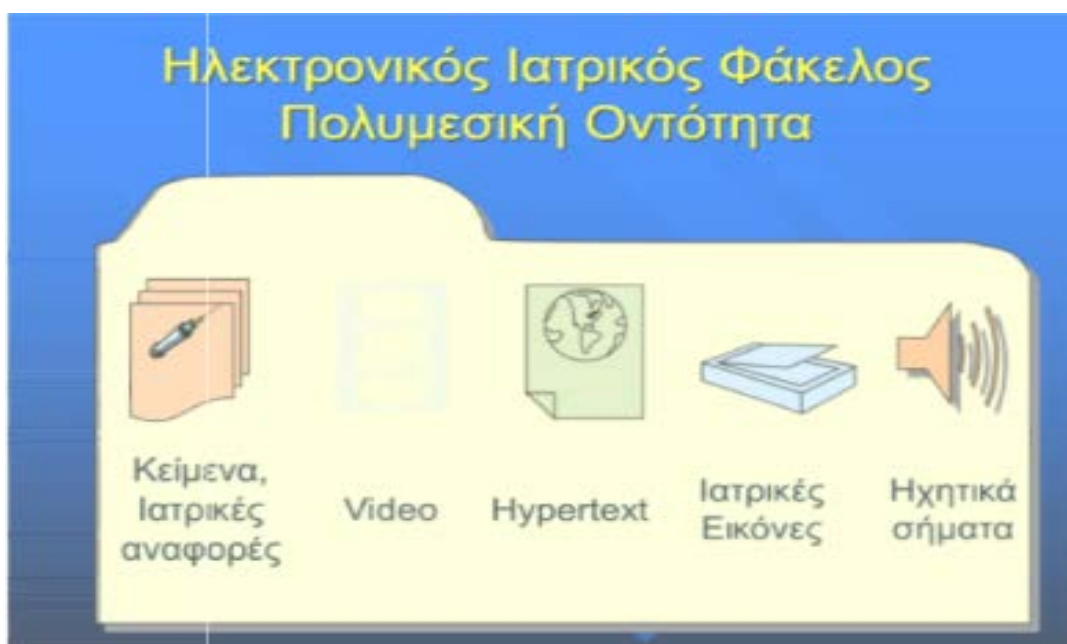 Ηλεκτρονικός Ιατρικός Φάκελος
Πολυμεσική Οντότητα
Κείμενα,
Ιατρικές
αναφορές
Video
Hypertext
Ιατρικές
Εικόνες
Ηχητικά
σήματα